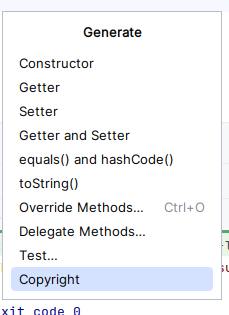 Generate
Constructor
Getter
Setter
Getter and Setter
equals() and hashCode()
toString()
Override Methods... Ctrl+O
Delegate Methods...
Test...
Copyright
xit code 0